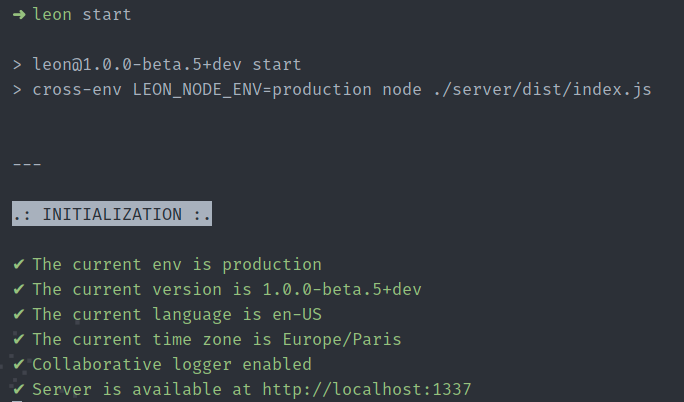 ➜ leon start
> leon@1.0.0-beta.5+dev start
> cross-env LEON_NODE_ENV=production node ./server/dist/index.js
---
.: INITIALIZATION :.
✔ The current env is production
✔ The current version is 1.0.0-beta.5+dev
✔ The current language is en-US
✔ The current time zone is Europe/Paris
✔ Collaborative logger enabled
✔ Server is available at http://localhost:1337